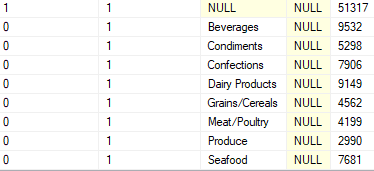 1 1 NULL NULL 51317
0 1 Beverages NULL 9532
0 1 Condiments NULL 5298
0 1 Confections NULL 7906
0 1 Dairy Products NULL 9149
0 1 Grains/Cereals NULL 4562
0 1 Meat/Poultry NULL 4199
0 1 Produce NULL 2990
0 1 Seafood NULL 7681